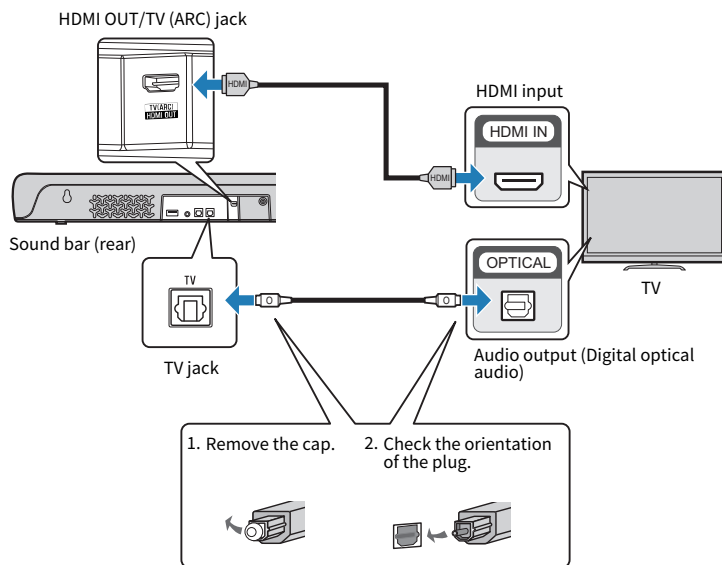 HDMI OUT/TV (ARC) jack
TV(ARC)
HDMI OUT
HDMI
HDMI input
HDMI IN
HDMI
Sound bar (rear)
TV
TV jack
OPTICAL
TV
Audio output (Digital optical
audio)
1. Remove the cap.
2. Check the orientation
of the plug.